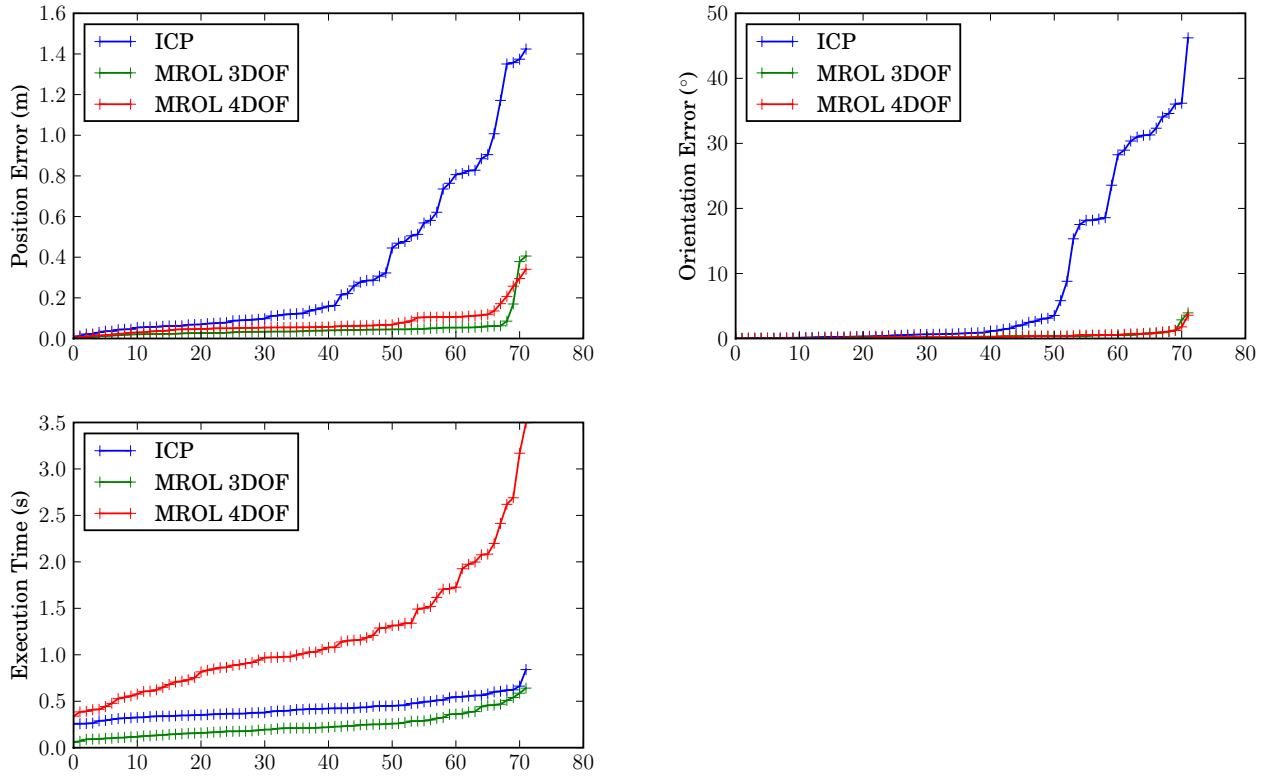 Position Error (m)
1.6
1.4
1.2
1.0
0.8
0.6
0.4
0.2
0.0
ICP
MROL 3DOF
MROL 4DOF
0 10 20 30 40 50 60 70 80
Orientation Error (°)
50
40
30
20
10
0
ICP
MROL 3DOF
MROL 4DOF
0 10 20 30 40 50 60 70 80
Execution Time (s)
3.5
3.0
2.5
2.0
1.5
1.0
0.5
0.0
ICP
MROL 3DOF
MROL 4DOF
0 10 20 30 40 50 60 70 80